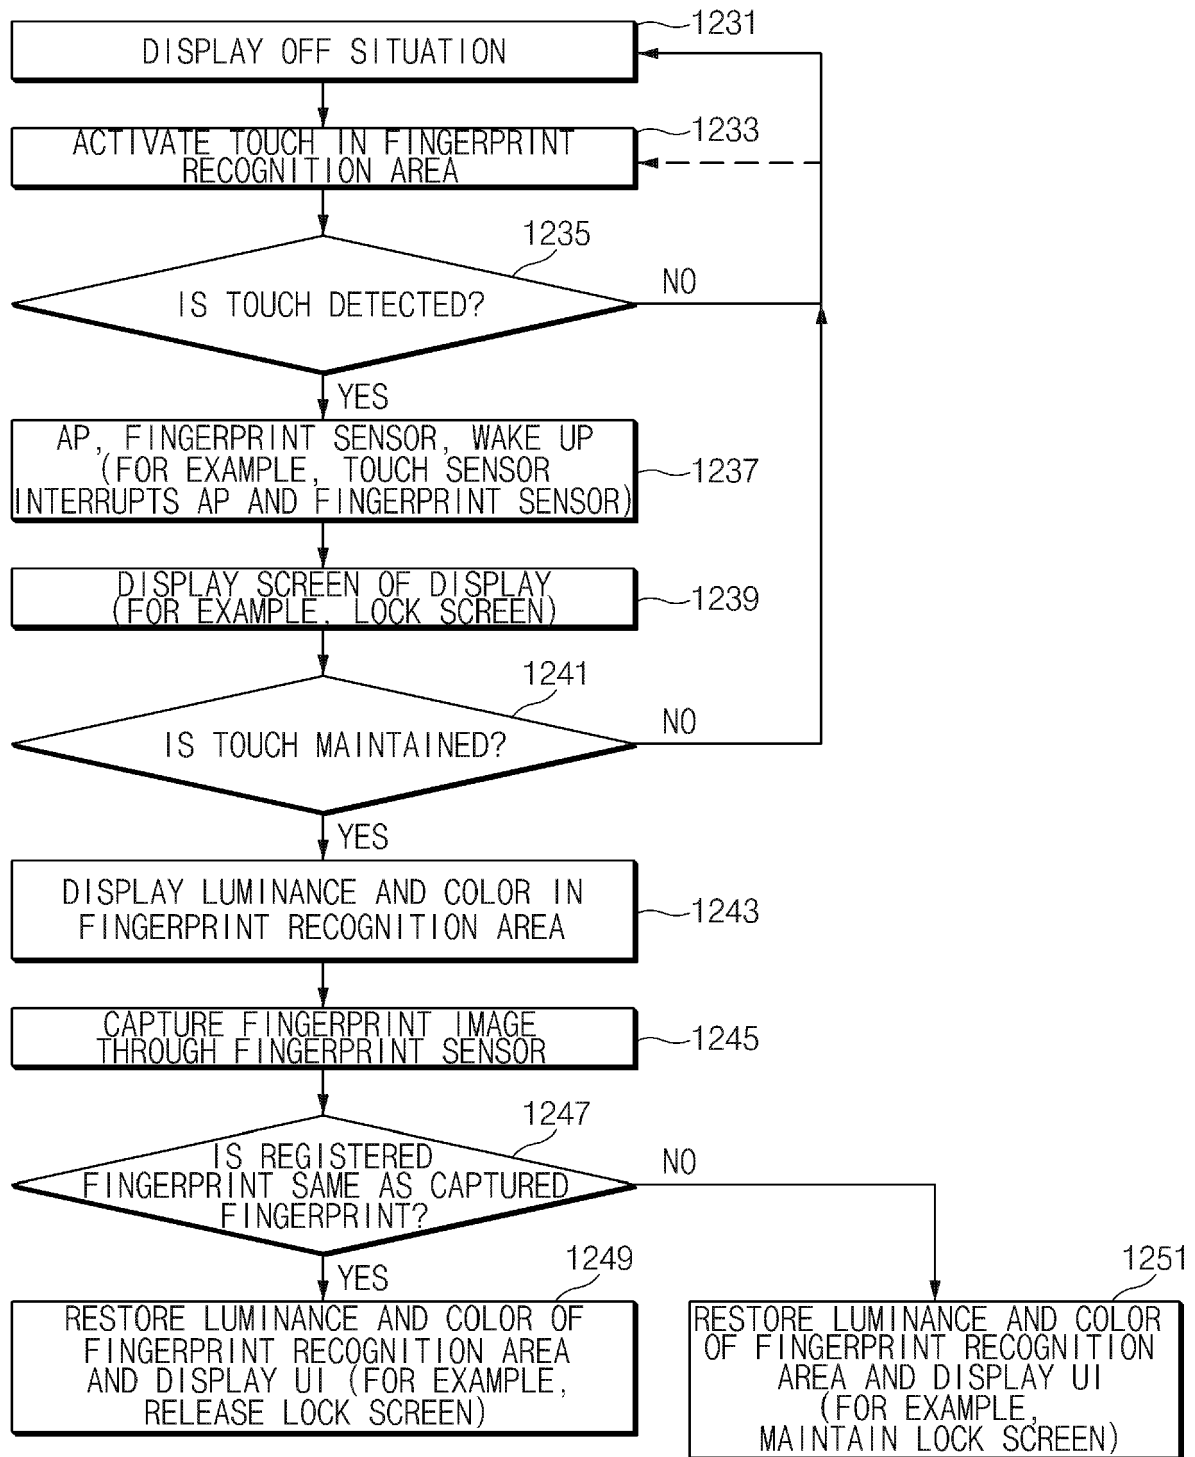 1231
DISPLAY OFF SITUATION
1233
ACTIVATE TOUCH IN FINGERPRINT
RECOGNITION AREA
1235
IS TOUCH DETECTED?
NO
YES
AP, FINGERPRINT SENSOR, WAKE UP
(FOR EXAMPLE, TOUCH SENSOR
INTERRUPTS AP AND FINGERPRINT SENSOR)
1237
DISPLAY SCREEN OF DISPLAY
(FOR EXAMPLE, LOCK SCREEN)
1239
1241
IS TOUCH MAINTAINED?
NO
YES
DISPLAY LUMINANCE AND COLOR IN
FINGERPRINT RECOGNITION AREA
1243
CAPTURE FINGERPRINT IMAGE
THROUGH FINGERPRINT SENSOR
1245
1247
IS REGISTERED
FINGERPRINT SAME AS CAPTURED
FINGERPRINT?
NO
YES
1249
RESTORE LUMINANCE AND COLOR OF
FINGERPRINT RECOGNITION AREA
AND DISPLAY UI (FOR EXAMPLE,
RELEASE LOCK SCREEN)
1251
RESTORE LUMINANCE AND COLOR
OF FINGERPRINT RECOGNITION
AREA AND DISPLAY UI
(FOR EXAMPLE,
MAINTAIN LOCK SCREEN)